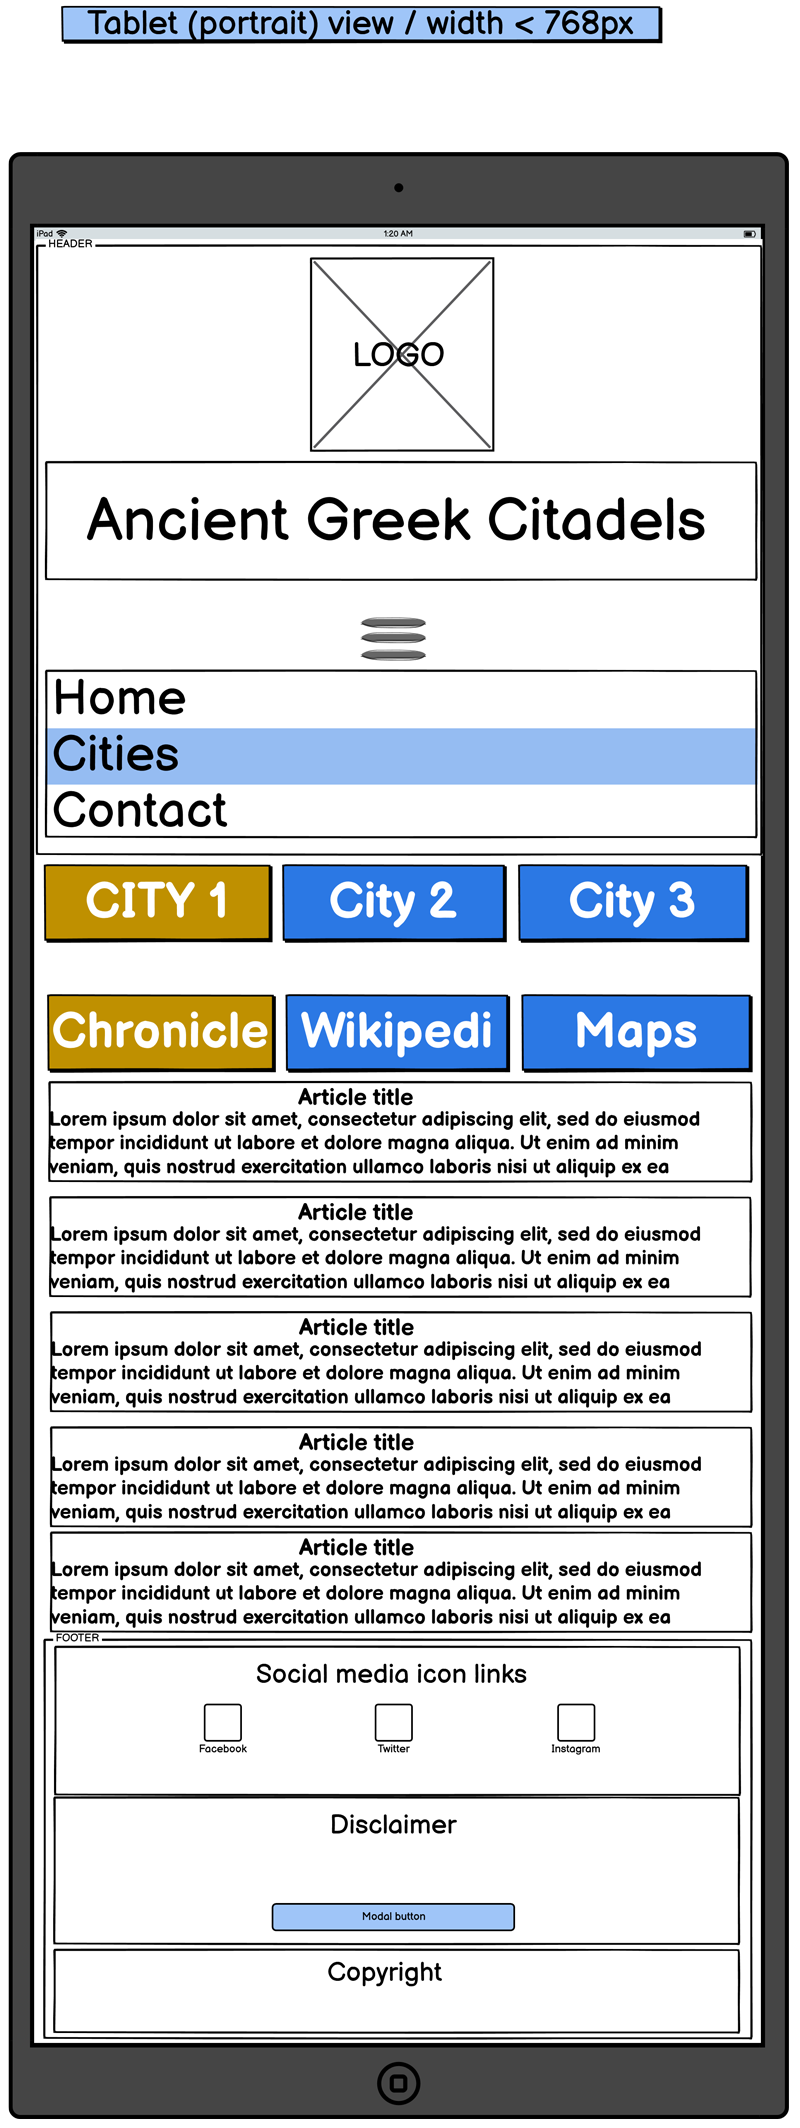 Tablet (portrait) view / width < 768px
iPad
1:20 AM
HEADER
LOGO
Ancient Greek Citadels
Home
Cities
Contact
CITY 1 City 2 City 3
Chronicle Wikipedi Maps
Article title
Lorem ipsum dolor sit amet, consectetur adipiscing elit, sed do eiusmod
tempor incididunt ut labore et dolore magna aliqua. Ut enim ad minim
veniam, quis nostrud exercitation ullamco laboris nisi ut aliquip ex ea
Article title
Lorem ipsum dolor sit amet, consectetur adipiscing elit, sed do eiusmod
tempor incididunt ut labore et dolore magna aliqua. Ut enim ad minim
veniam, quis nostrud exercitation ullamco laboris nisi ut aliquip ex ea
Article title
Lorem ipsum dolor sit amet, consectetur adipiscing elit, sed do eiusmod
tempor incididunt ut labore et dolore magna aliqua. Ut enim ad minim
veniam, quis nostrud exercitation ullamco laboris nisi ut aliquip ex ea
Article title
Lorem ipsum dolor sit amet, consectetur adipiscing elit, sed do eiusmod
tempor incididunt ut labore et dolore magna aliqua. Ut enim ad minim
veniam, quis nostrud exercitation ullamco laboris nisi ut aliquip ex ea
Article title
Lorem ipsum dolor sit amet, consectetur adipiscing elit, sed do eiusmod
tempor incididunt ut labore et dolore magna aliqua. Ut enim ad minim
veniam, quis nostrud exercitation ullamco laboris nisi ut aliquip ex ea
FOOTER
Social media icon links
Facebook Twitter Instagram
Disclaimer
Modal button
Copyright